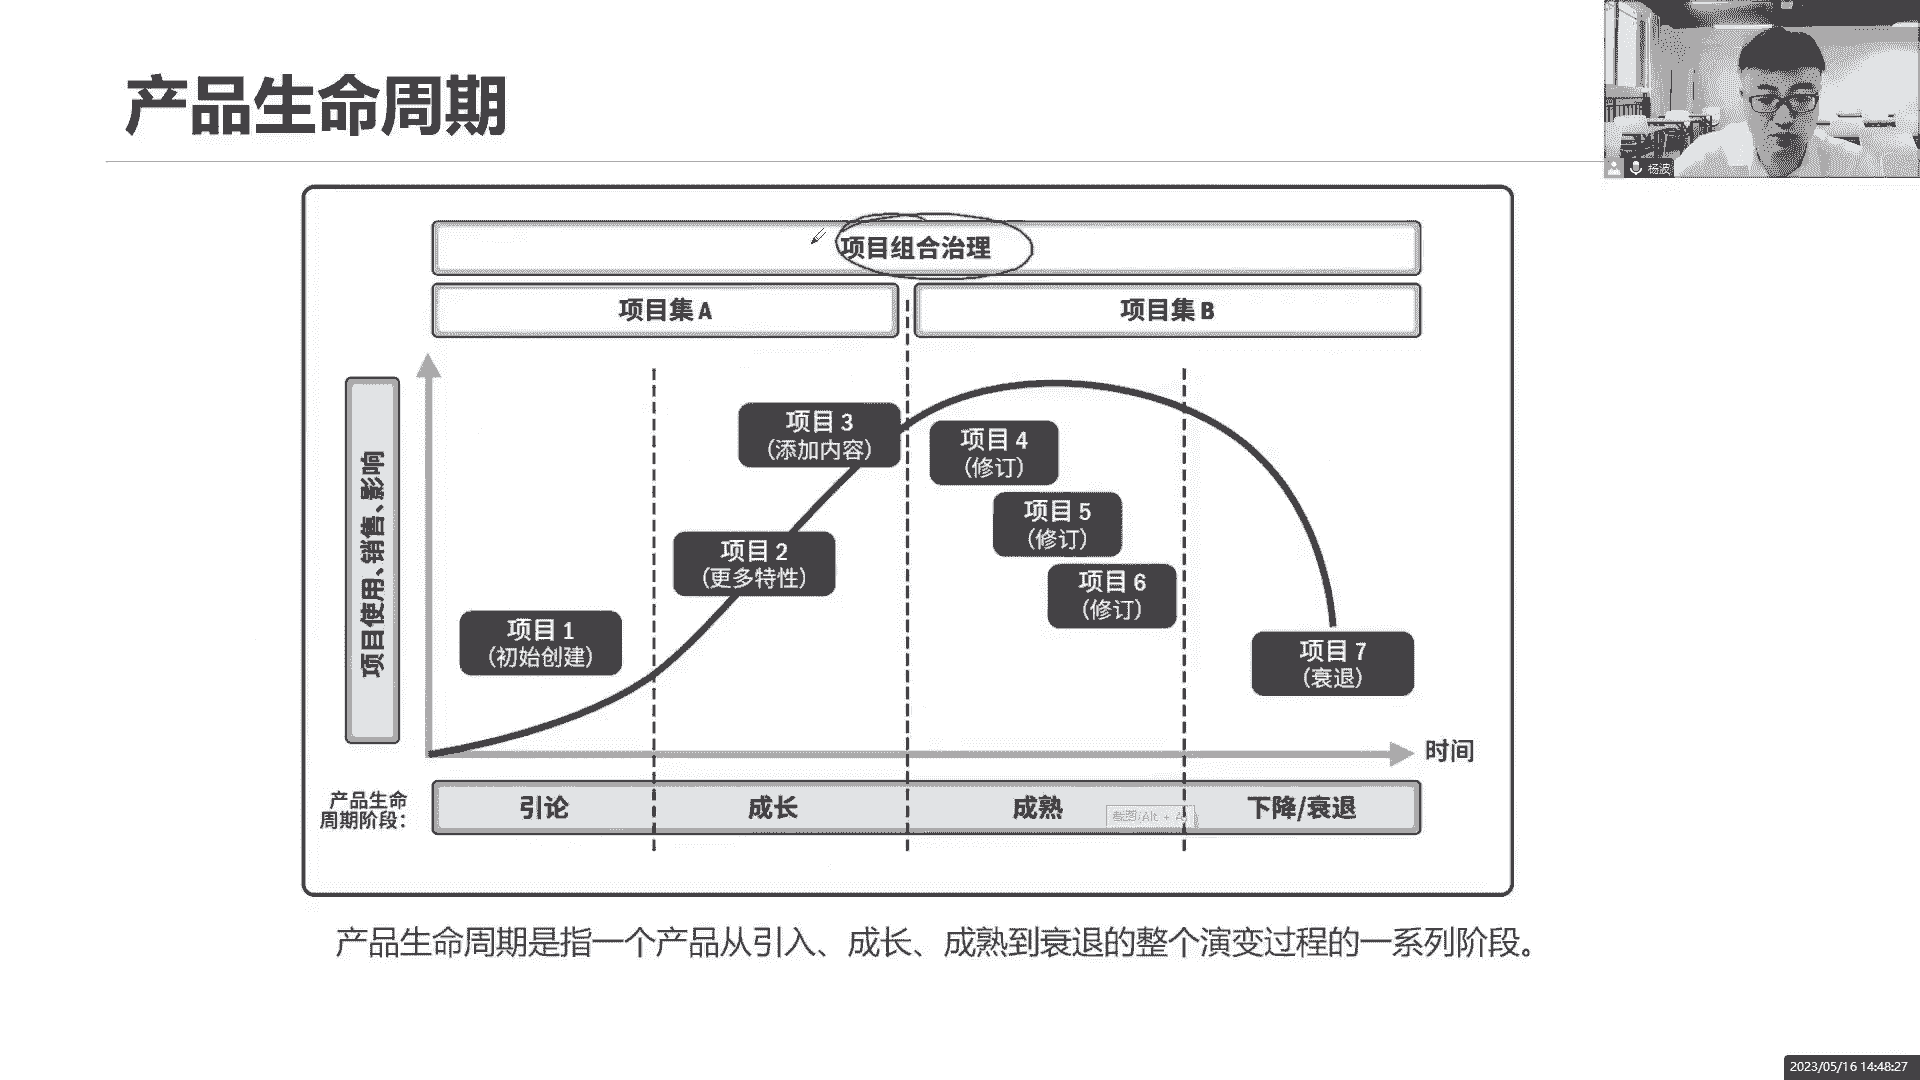 产品生命周期
杨波
项目组合治理
项目集 A
项目集 B
项目使用、销售、影响
项目 3
(添加内容)
项目 4
(修订)
项目 5
(修订)
项目 2
(更多特性)
项目 6
(修订)
项目 1
(初始创建)
项目 7
(衰退)
时间
产品生命
周期阶段：
引论
成长
成熟
下降/衰退
截图(Alt + A)
产品生命周期是指一个产品从引入、成长、成熟到衰退的整个演变过程的一系列阶段。
2023/05/16 14:48:27